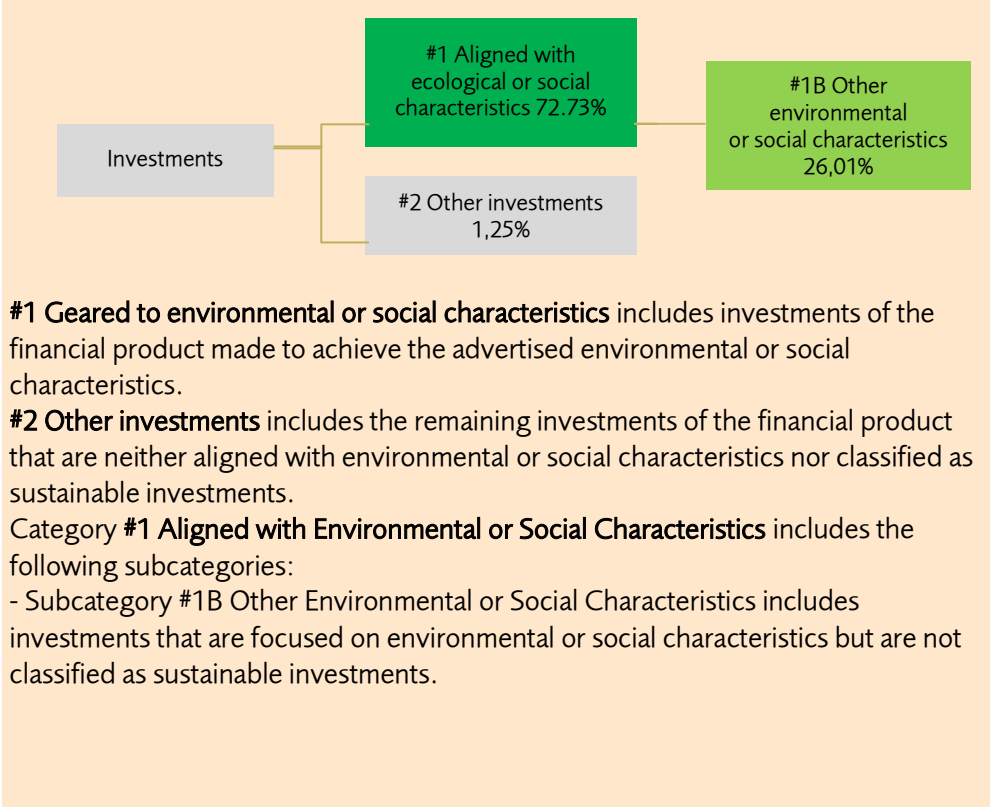 #1 Aligned with
ecological or social
characteristics 72.73%
#1B Other
environmental
or social characteristics
26,01%
Investments
#2 Other investments
1,25%
#1 Geared to environmental or social characteristics includes investments of the
financial product made to achieve the advertised environmental or social
characteristics.
#2 Other investments includes the remaining investments of the financial product
that are neither aligned with environmental or social characteristics nor classified as
sustainable investments.
Category #1 Aligned with Environmental or Social Characteristics includes the
following subcategories:
- Subcategory #1B Other Environmental or Social Characteristics includes
investments that are focused on environmental or social characteristics but are not
classified as sustainable investments.